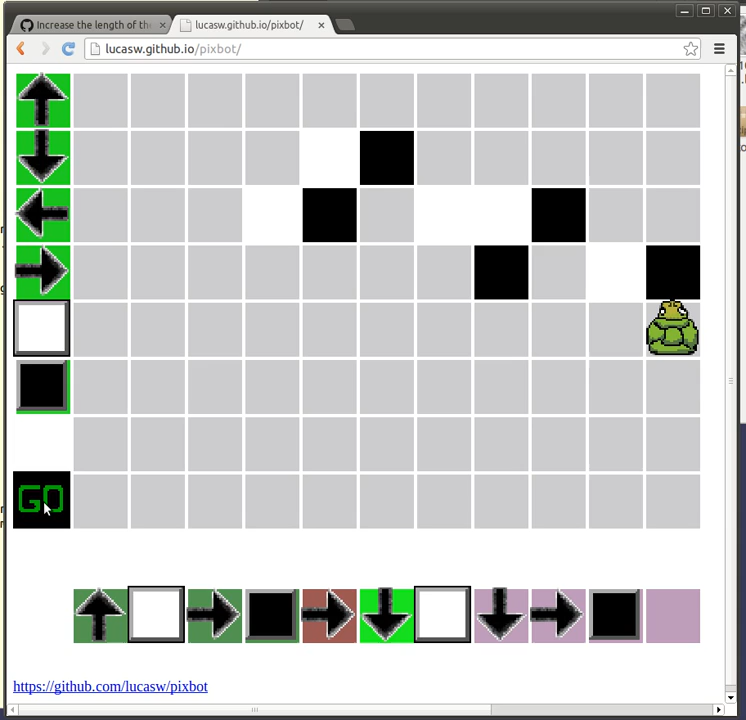 Increase the length of the
lucasw.github.io/pixbot/
lucasw.github.io/pixbot/
GO
https://github.com/lucasw/pixbot